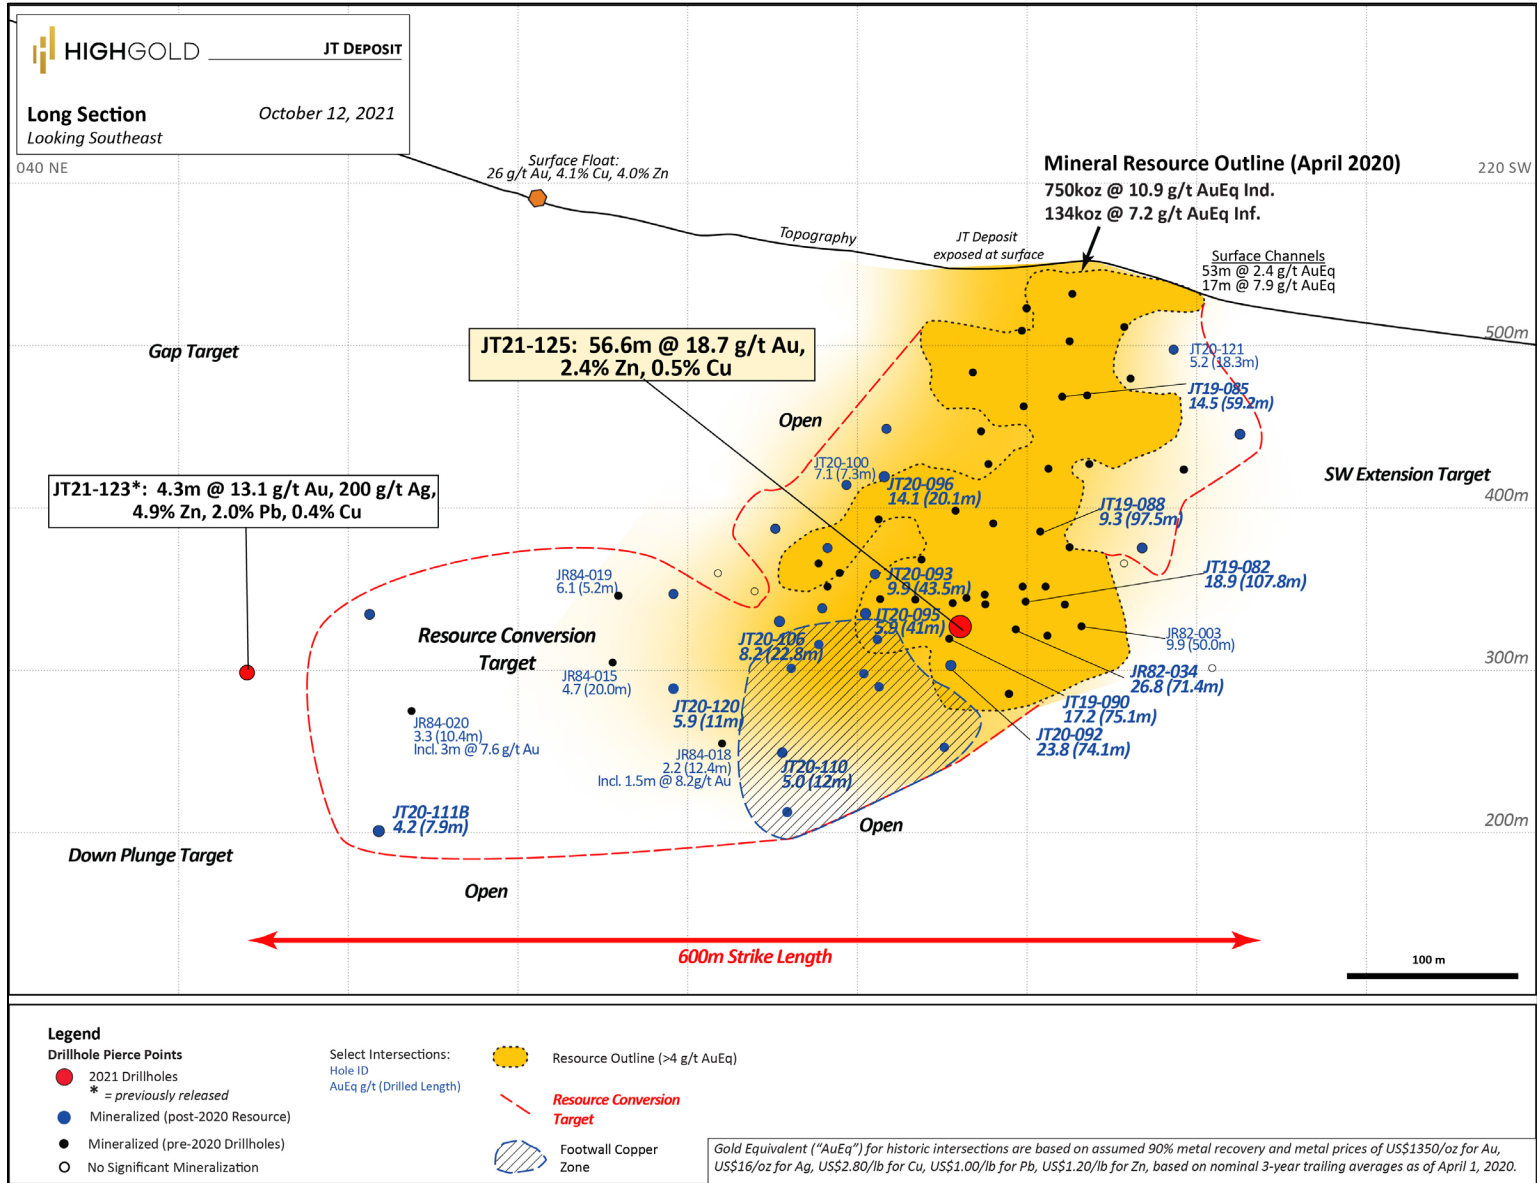 HIGHGOLD
JT DEPOSIT
Long Section
October 12, 2021
Looking Southeast
040 NE
220 SW
Surface Float:
26 g/t Au, 4.1% Cu, 4.0% Zn
Mineral Resource Outline (April 2020)
750koz @ 10.9 g/t AuEq Ind.
134koz @ 7.2 g/t AuEq Inf.
Topography
JT Deposit
exposed at surface
Surface Channels
53m @ 2.4 g/t AuEq
17m @ 7.9 g/t AuEq
500m
Gap Target
JT21-125: 56.6m @ 18.7 g/t Au,
2.4% Zn, 0.5% Cu
JT20-121
5.2 (18.3m)
JT19-085
14.5 (59.2m)
Open
JT20-100
7.1 (7.3m)
JT20-096
14.1 (20.1m)
SW Extension Target
400m
JT21-123*: 4.3m @ 13.1 g/t Au, 200 g/t Ag,
4.9% Zn, 2.0% Pb, 0.4% Cu
JT19-088
9.3 (97.5m)
JR84-019
6.1 (5.2m)
JT20-093
9.9 (43.5m)
JT19-082
18.9 (107.8m)
JT20-095
5.9 (41m)
Resource Conversion
Target
JT20-106
8.2 (22.8m)
JR82-003
9.9 (50.0m)
300m
JR84-015
4.7 (20.0m)
JR82-034
26.8 (71.4m)
JT20-120
5.9 (11m)
JT19-090
17.2 (75.1m)
JR84-020
3.3 (10.4m)
Incl. 3m @ 7.6 g/t Au
JT20-092
23.8 (74.1m)
JR84-018
2.2 (12.4m)
Incl. 1.5m @ 8.2g/t Au
JT20-110
5.0 (12m)
JT20-111B
4.2 (7.9m)
Open
200m
Down Plunge Target
Open
600m Strike Length
100 m
Legend
Drillhole Pierce Points
2021 Drillholes
* = previously released
Mineralized (post-2020 Resource)
Mineralized (pre-2020 Drillholes)
No Significant Mineralization
Select Intersections:
Hole ID
AuEq g/t (Drilled Length)
Resource Outline (>4 g/t AuEq)
Resource Conversion
Target
Footwall Copper
Zone
Gold Equivalent (“AuEq”) for historic intersections are based on assumed 90% metal recovery and metal prices of US$1350/oz for Au,
US$16/oz for Ag, US$2.80/lb for Cu, US$1.00/lb for Pb, US$1.20/lb for Zn, based on nominal 3-year trailing averages as of April 1, 2020.